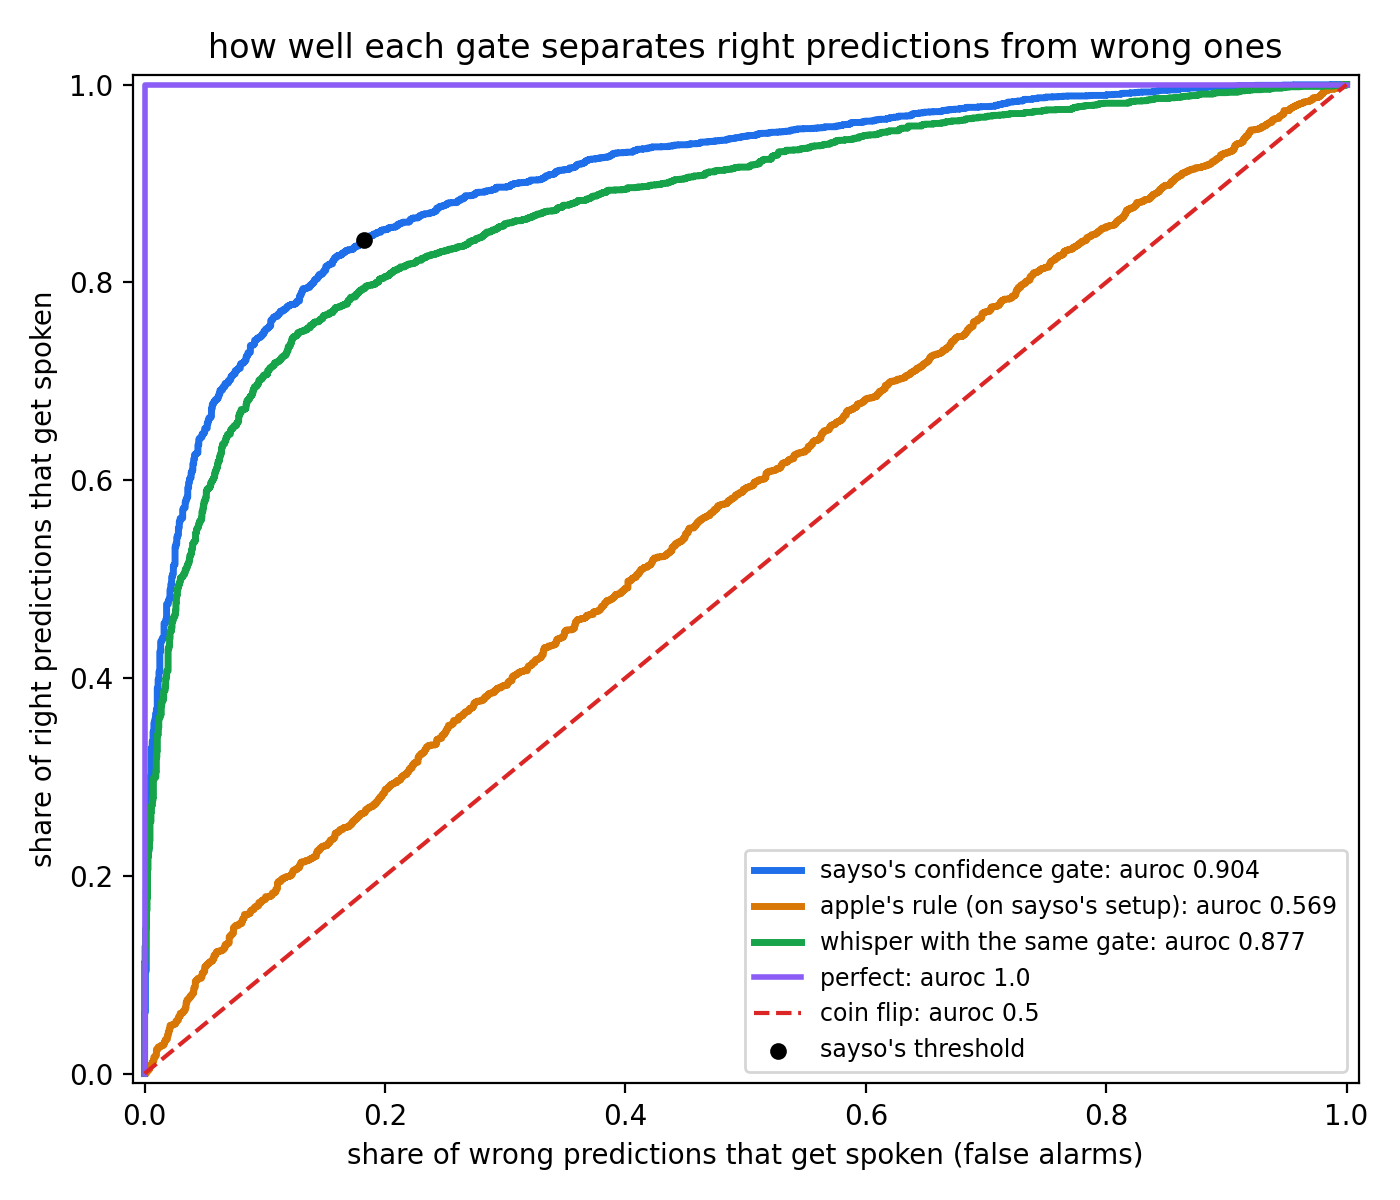 how well each gate separates right predictions from wrong ones
share of right predictions that get spoken
1.0
0.8
0.6
0.4
0.2
0.0
sayso's confidence gate: auroc 0.904
apple's rule (on sayso's setup): auroc 0.569
whisper with the same gate: auroc 0.877
perfect: auroc 1.0
coin flip: auroc 0.5
sayso's threshold
0.0 0.2 0.4 0.6 0.8 1.0
share of wrong predictions that get spoken (false alarms)